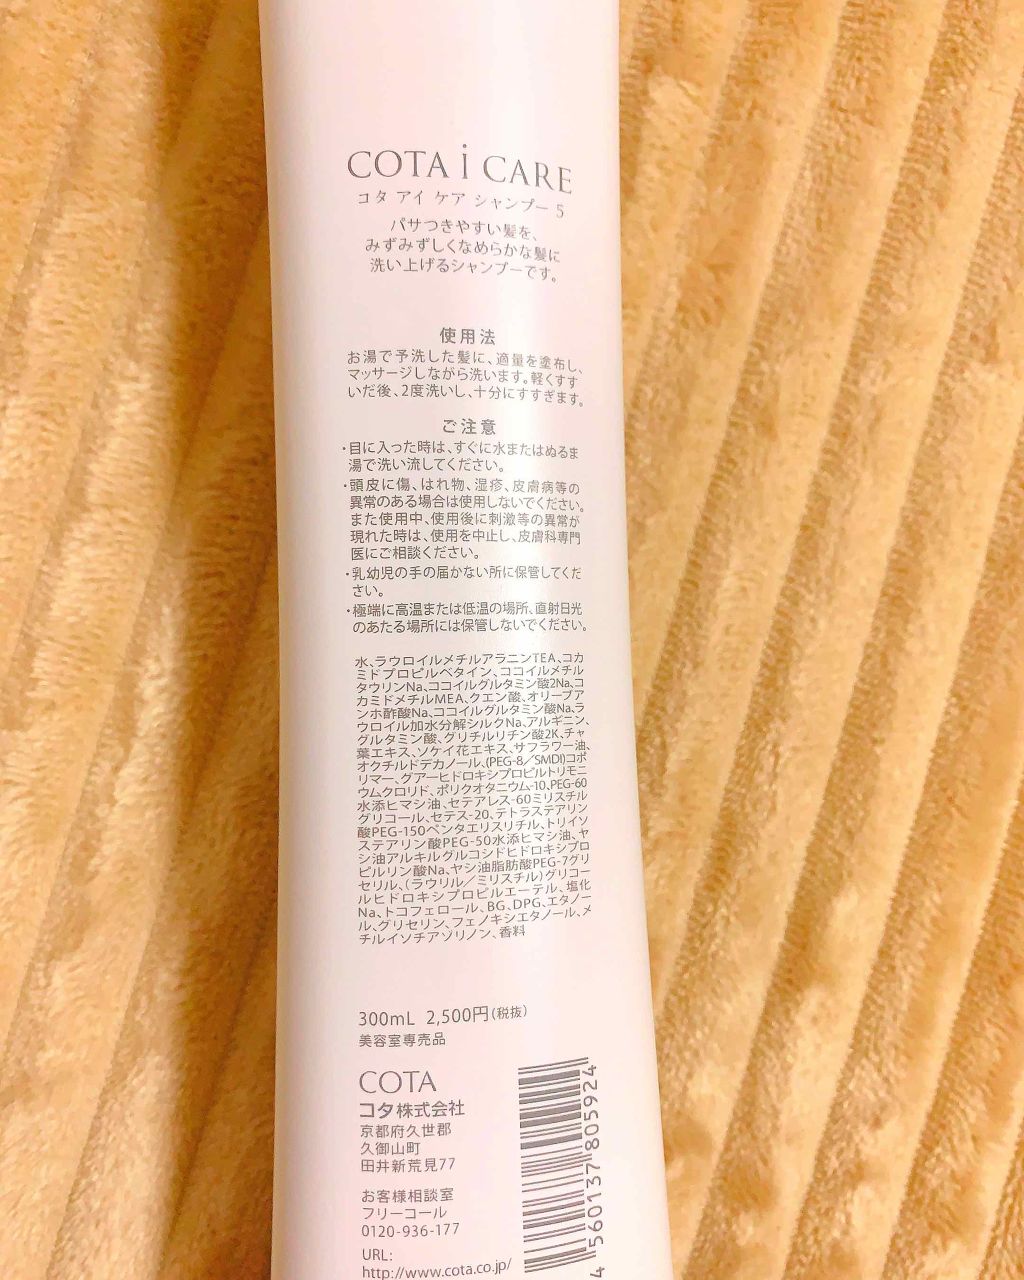 COTA i CARE
コタ アイ ケア シャンプー 5
パサつきやすい髪を、
みずみずしくなめらかな髪に
洗い上げるシャンプーです。
使用法
お湯で予洗した髪に、適量を塗布し、
マッサージしながら洗います。軽くすす
いだ後、2度洗いし、十分にすすぎます。
ご注意
・目に入った時は、すぐに水またはぬるま
湯で洗い流してください。
・頭皮に傷、はれ物、湿疹、皮膚病等の
異常のある場合は使用しないでください。
また使用中、使用後に刺激等の異常が
現れた時は、使用を中止し、皮膚科専門
医にご相談ください。
・乳幼児の手の届かない所に保管してくだ
さい。
・極端に高温または低温の場所、直射日光
のあたる場所には保管しないでください。
水、ラウロイルメチルアラニンTEA、コカ
ミドプロピルベタイン、ココイルメチル
タウリンNa、ココイルグルタミン酸2Na、コ
カミドメチルMEA、クエン酸、オリーブア
ンホ酢酸Na、ココイルグルタミン酸Na、ラ
ウロイル加水分解シルクNa、アルギニン、
グルタミン酸、グリチルリチン酸2K、チャ
葉エキス、ソケイ花エキス、サフラワー油、
オクチルドデカノール、(PEG-8／SMDI)コポ
リマー、グアーヒドロキシプロピルトリモニ
ウムクロリド、ポリクオタニウム-10、PEG-60
水添ヒマシ油、セテアレス-60ミリスチル
グリコール、セテス-20、テトラステアリン
酸PEG-150ペンタエリスリチル、トリイソ
ステアリン酸PEG-50水添ヒマシ油、ヤ
シ油アルキルグルコシドヒドロキシプロ
ピルリン酸Na、ヤシ油脂肪酸PEG-7グリ
セリル、(ラウリル／ミリスチル)グリコー
ルヒドロキシプロピルエーテル、塩化
Na、トコフェロール、BG、DPG、エタノー
ル、グリセリン、フェノキシエタノール、メ
チルイソチアゾリノン、香料
300mL 2,500円(税抜)
美容室専売品
COTA
コタ株式会社
京都府久世郡
久御山町
田井新荒見77
お客様相談室
フリーコール
0120-936-177
URL:
http://www.cota.co.jp/
4 560137 805924